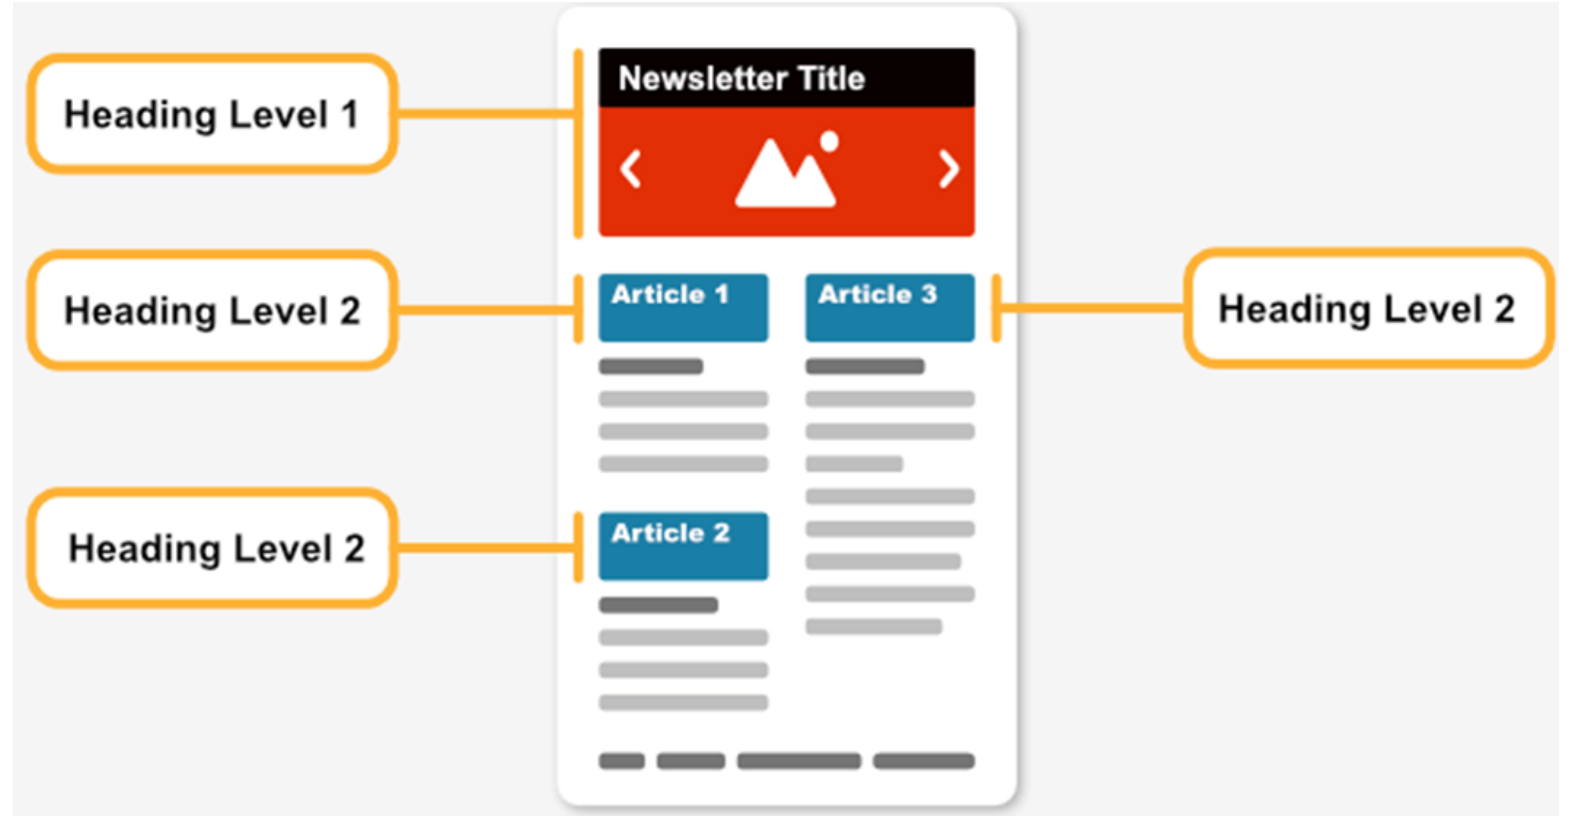 Heading Level 1
Newsletter Title
Heading Level 2
Article 1
Heading Level 2
Article 2
Article 3
Heading Level 2